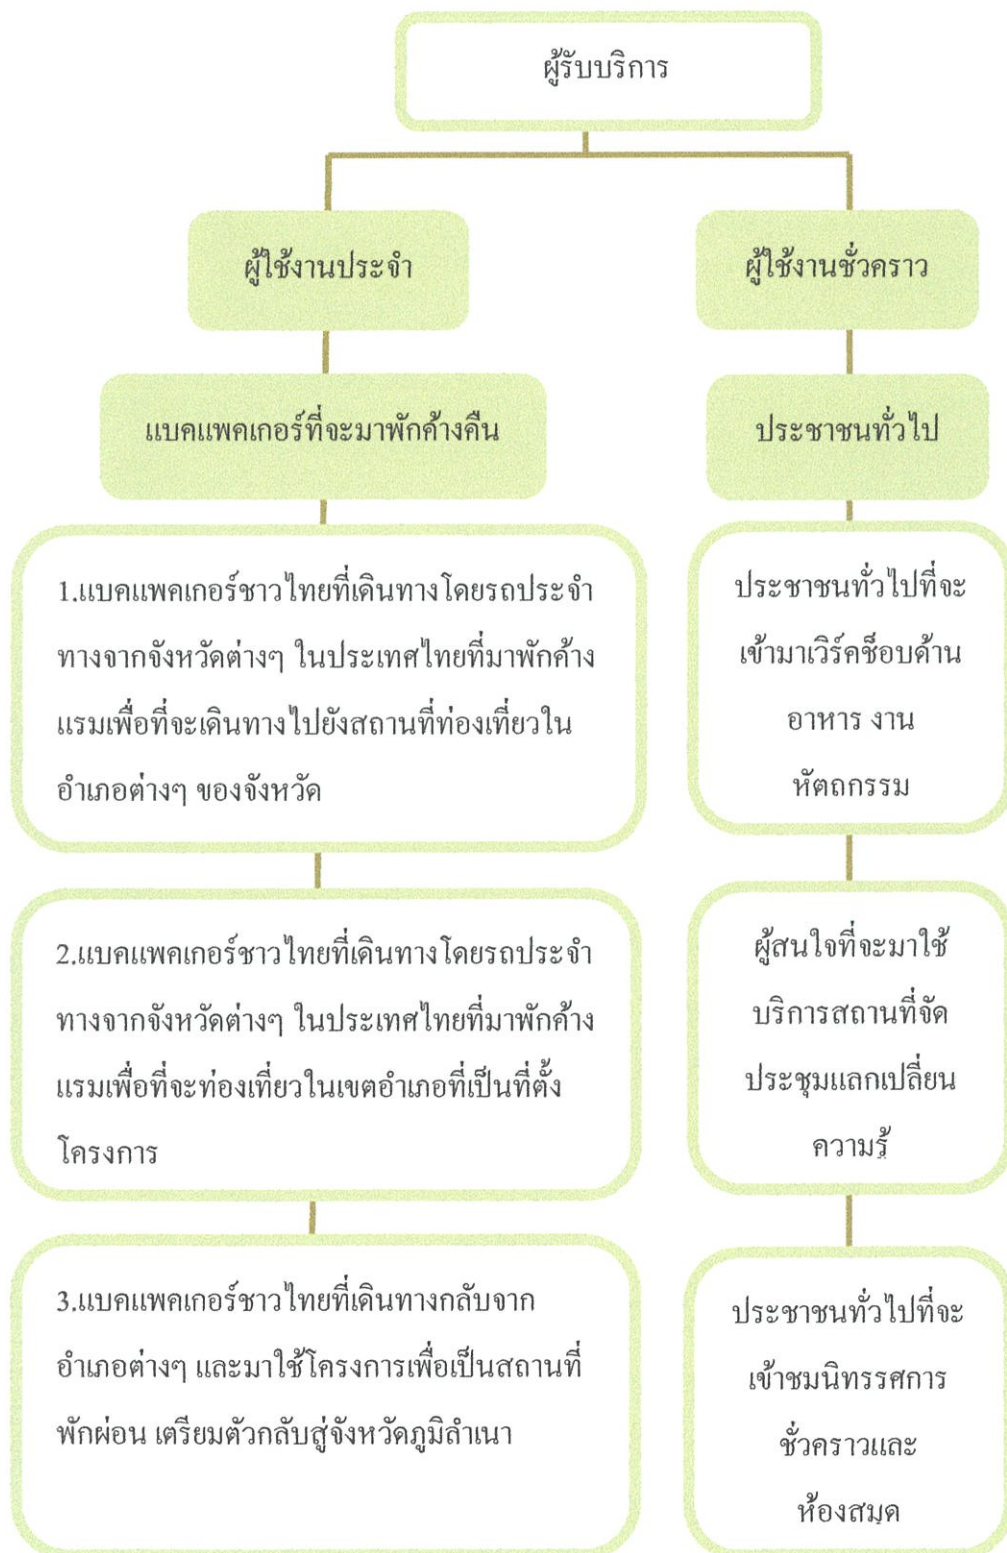 ผู้รับบริการ
ผู้ใช้งานประจำ
ผู้ใช้งานชั่วคราว
แบคแพคเกอร์ที่จะมาพักค้างคืน
ประชาชนทั่วไป
1.แบคแพคเกอร์ชาวไทยที่เดินทางโดยรถประจำ
ทางจากจังหวัดต่างๆ ในประเทศไทยที่มาพักค้าง
แรมเพื่อที่จะเดินทางไปยังสถานที่ท่องเที่ยวใน
อำเภอต่างๆ ของจังหวัด
ประชาชนทั่วไปที่จะ
เข้ามาเวิร์คช็อบด้าน
อาหาร งาน
หัตถกรรม
2.แบคแพคเกอร์ชาวไทยที่เดินทางโดยรถประจำ
ทางจากจังหวัดต่างๆ ในประเทศไทยที่มาพักค้าง
แรมเพื่อที่จะท่องเที่ยวในเขตอำเภอที่เป็นที่ตั้ง
โครงการ
ผู้สนใจที่จะมาใช้
บริการสถานที่จัด
ประชุมแลกเปลี่ยน
ความรู้
3.แบคแพคเกอร์ชาวไทยที่เดินทางกลับจาก
อำเภอต่างๆ และมาใช้โครงการเพื่อเป็นสถานที่
พักผ่อน เตรียมตัวกลับสู่จังหวัดภูมิลำเนา
ประชาชนทั่วไปที่จะ
เข้าชมนิทรรศการ
ชั่วคราวและ
ห้องสมุด